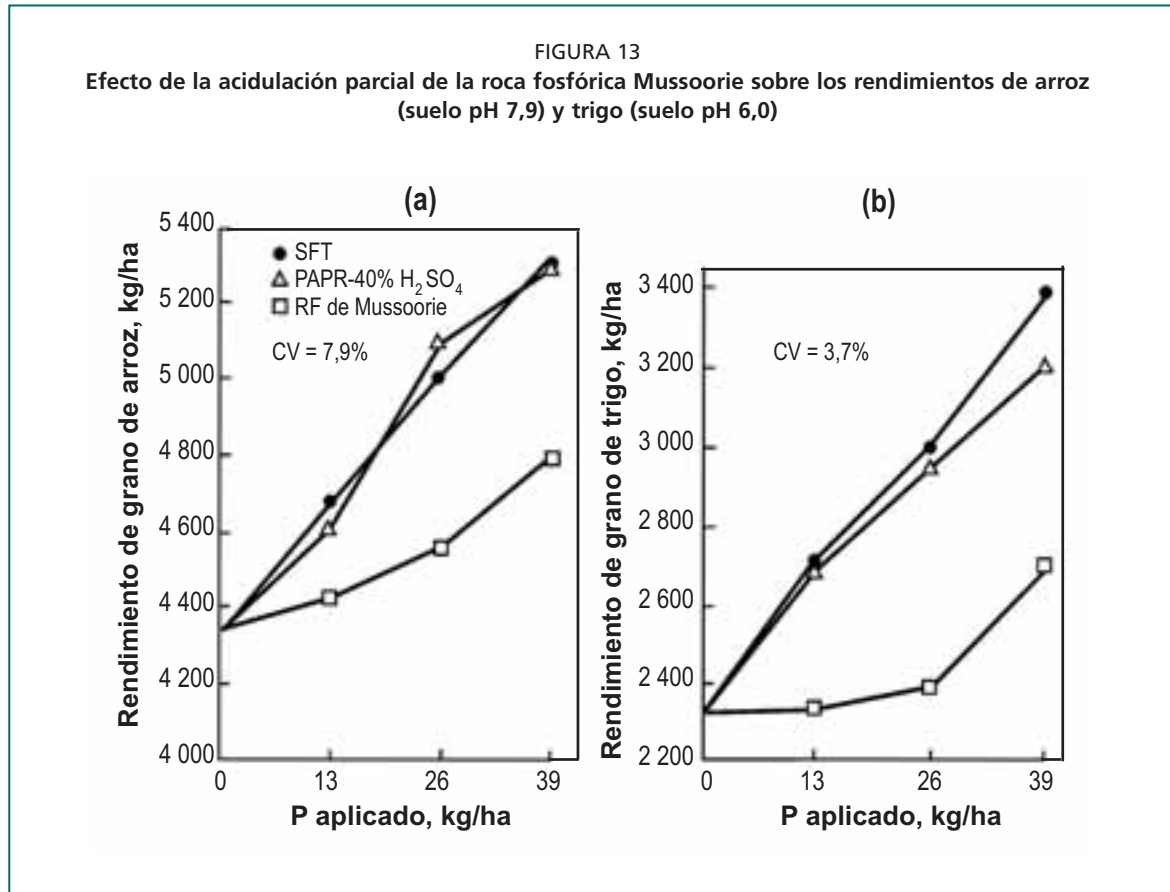 FIGURA 13
Efecto de la acidulación parcial de la roca fosfórica Mussoorie sobre los rendimientos de arroz
(suelo pH 7,9) y trigo (suelo pH 6,0)
(a)
Rendimiento de grano de arroz, kg/ha
5 400
5 200
5 000
4 800
4 600
4 400
4 200
4 000
SFT
PAPR-40% H₂SO₄
RF de Mussoorie
CV = 7,9%
0 13 26 39
P aplicado, kg/ha
(b)
Rendimiento de grano de trigo, kg/ha
3 400
3 200
3 000
2 800
2 600
2 400
2 200
CV = 3,7%
0 13 26 39
P aplicado, kg/ha